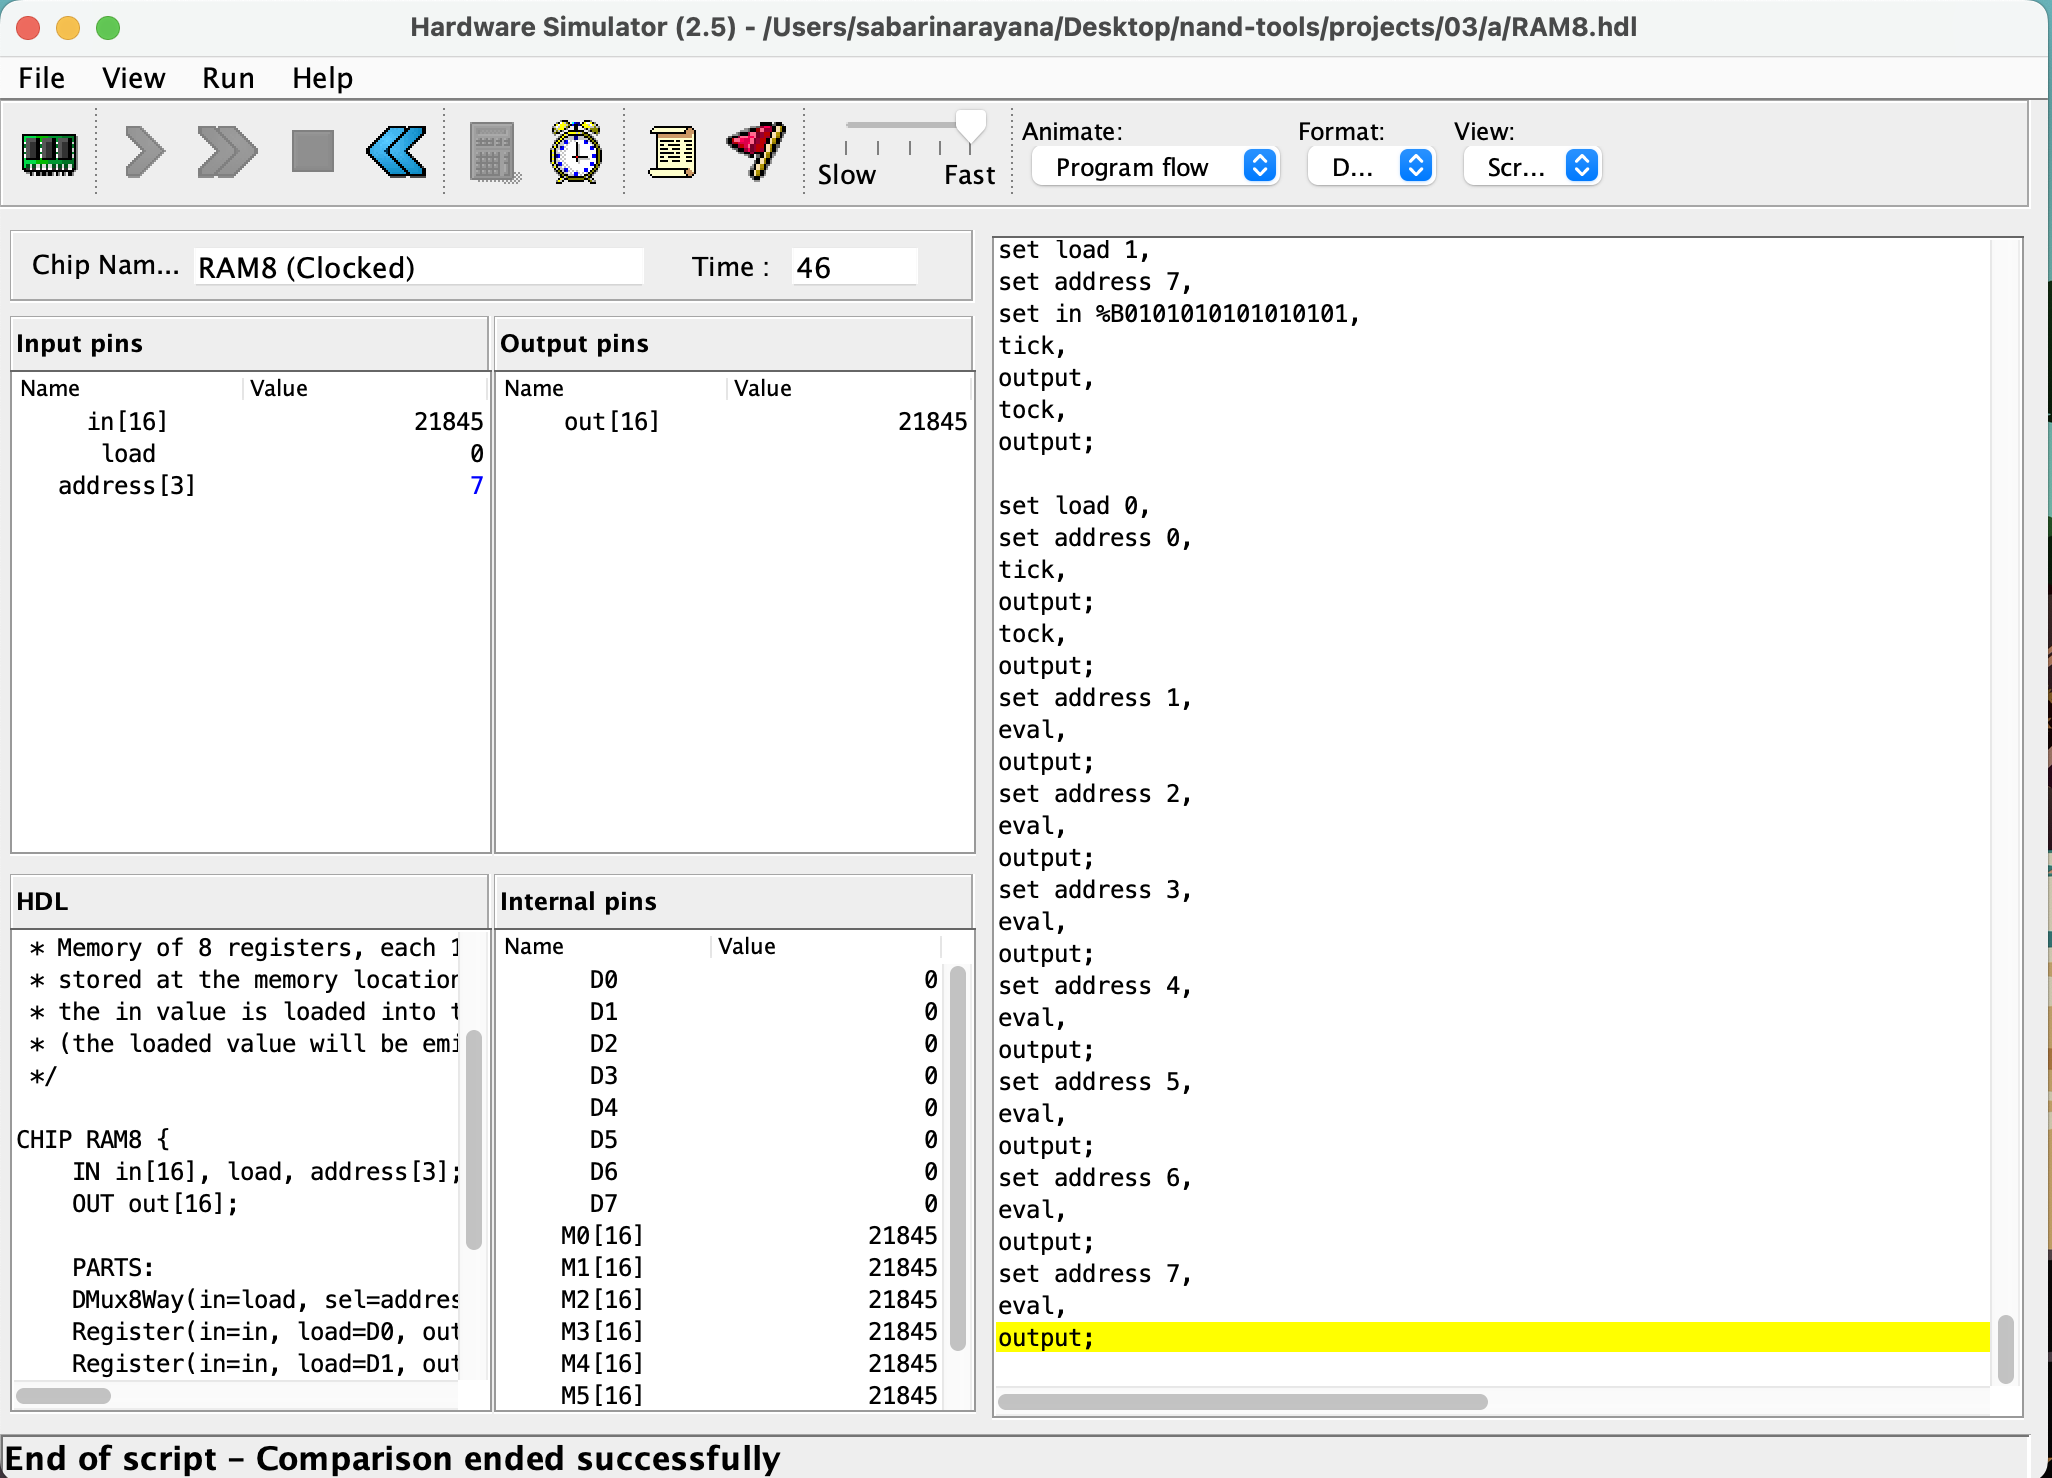 Hardware Simulator (2.5) - /Users/sabarinarayana/Desktop/nand-tools/projects/03/a/RAM8.hdl
File View Run Help
Slow Fast
Animate:
Program flow
Format:
D...
View:
Scr...
Chip Nam... RAM8 (Clocked) Time : 46
Input pins
Name Value
in[16] 21845
load 0
address[3] 7
Output pins
Name Value
out[16] 21845
HDL
* Memory of 8 registers, each 1
* stored at the memory location
* the in value is loaded into t
* (the loaded value will be emi
*/
CHIP RAM8 {
IN in[16], load, address[3];
OUT out[16];
PARTS:
DMux8Way(in=load, sel=addres
Register(in=in, load=D0, out
Register(in=in, load=D1, out
Internal pins
Name Value
D0 0
D1 0
D2 0
D3 0
D4 0
D5 0
D6 0
D7 0
M0[16] 21845
M1[16] 21845
M2[16] 21845
M3[16] 21845
M4[16] 21845
M5[16] 21845
set load 1,
set address 7,
set in %B0101010101010101,
tick,
output,
tock,
output;
set load 0,
set address 0,
tick,
output;
tock,
output;
set address 1,
eval,
output;
set address 2,
eval,
output;
set address 3,
eval,
output;
set address 4,
eval,
output;
set address 5,
eval,
output;
set address 6,
eval,
output;
set address 7,
eval,
output;
End of script - Comparison ended successfully